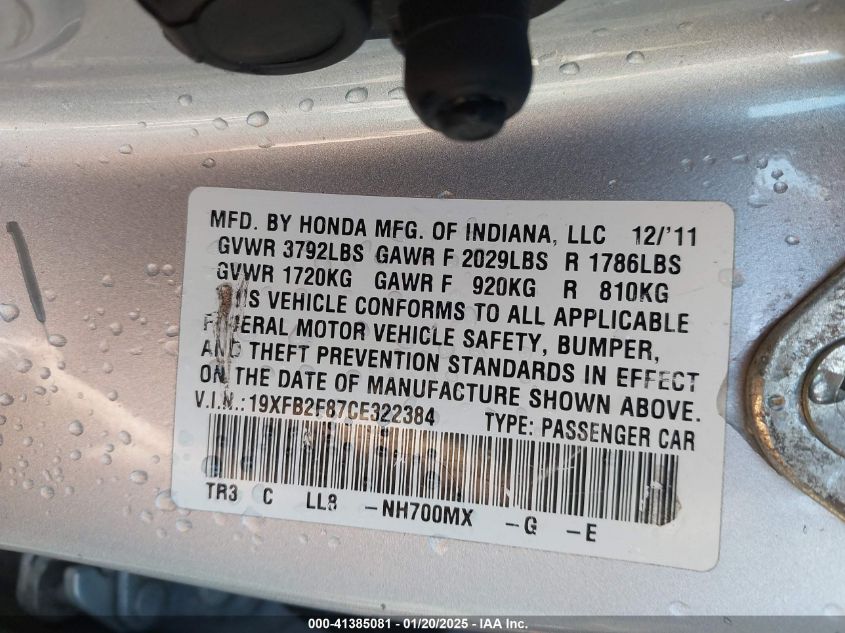 MFD. BY HONDA MFG. OF INDIANA, LLC 12/'11
GVWR 3792LBS GAWR F 2029LBS R 1786LBS
GVWR 1720KG GAWR F 920KG R 810KG
VEHICLE CONFORMS TO ALL APPLICABLE
MOTOR VEHICLE SAFETY, BUMPER,
AND THEFT PREVENTION STANDARDS IN EFFECT
ON THE DATE OF MANUFACTURE SHOWN ABOVE.
V.I.N.: 19XFB2F87CE322384 TYPE: PASSENGER CAR
TR3 C LL8 -NH700MX -G -E
000-41385081 - 01/20/2025 - IAA Inc.